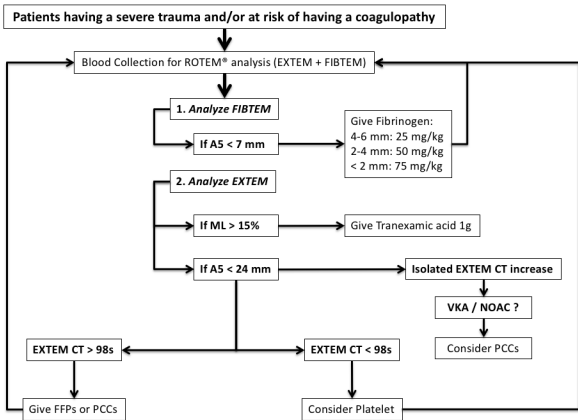 Patients having a severe trauma and/or at risk of having a coagulopathy
Blood Collection for ROTEM® analysis (EXTEM + FIBTEM)
1. Analyze FIBTEM
If A5 < 7 mm
Give Fibrinogen:
4-6 mm: 25 mg/kg
2-4 mm: 50 mg/kg
< 2 mm: 75 mg/kg
2. Analyze EXTEM
If ML > 15%
Give Tranexamic acid 1g
If A5 < 24 mm
Isolated EXTEM CT increase
VKA / NOAC ?
Consider PCCs
EXTEM CT > 98s
EXTEM CT < 98s
Give FFPs or PCCs
Consider Platelet